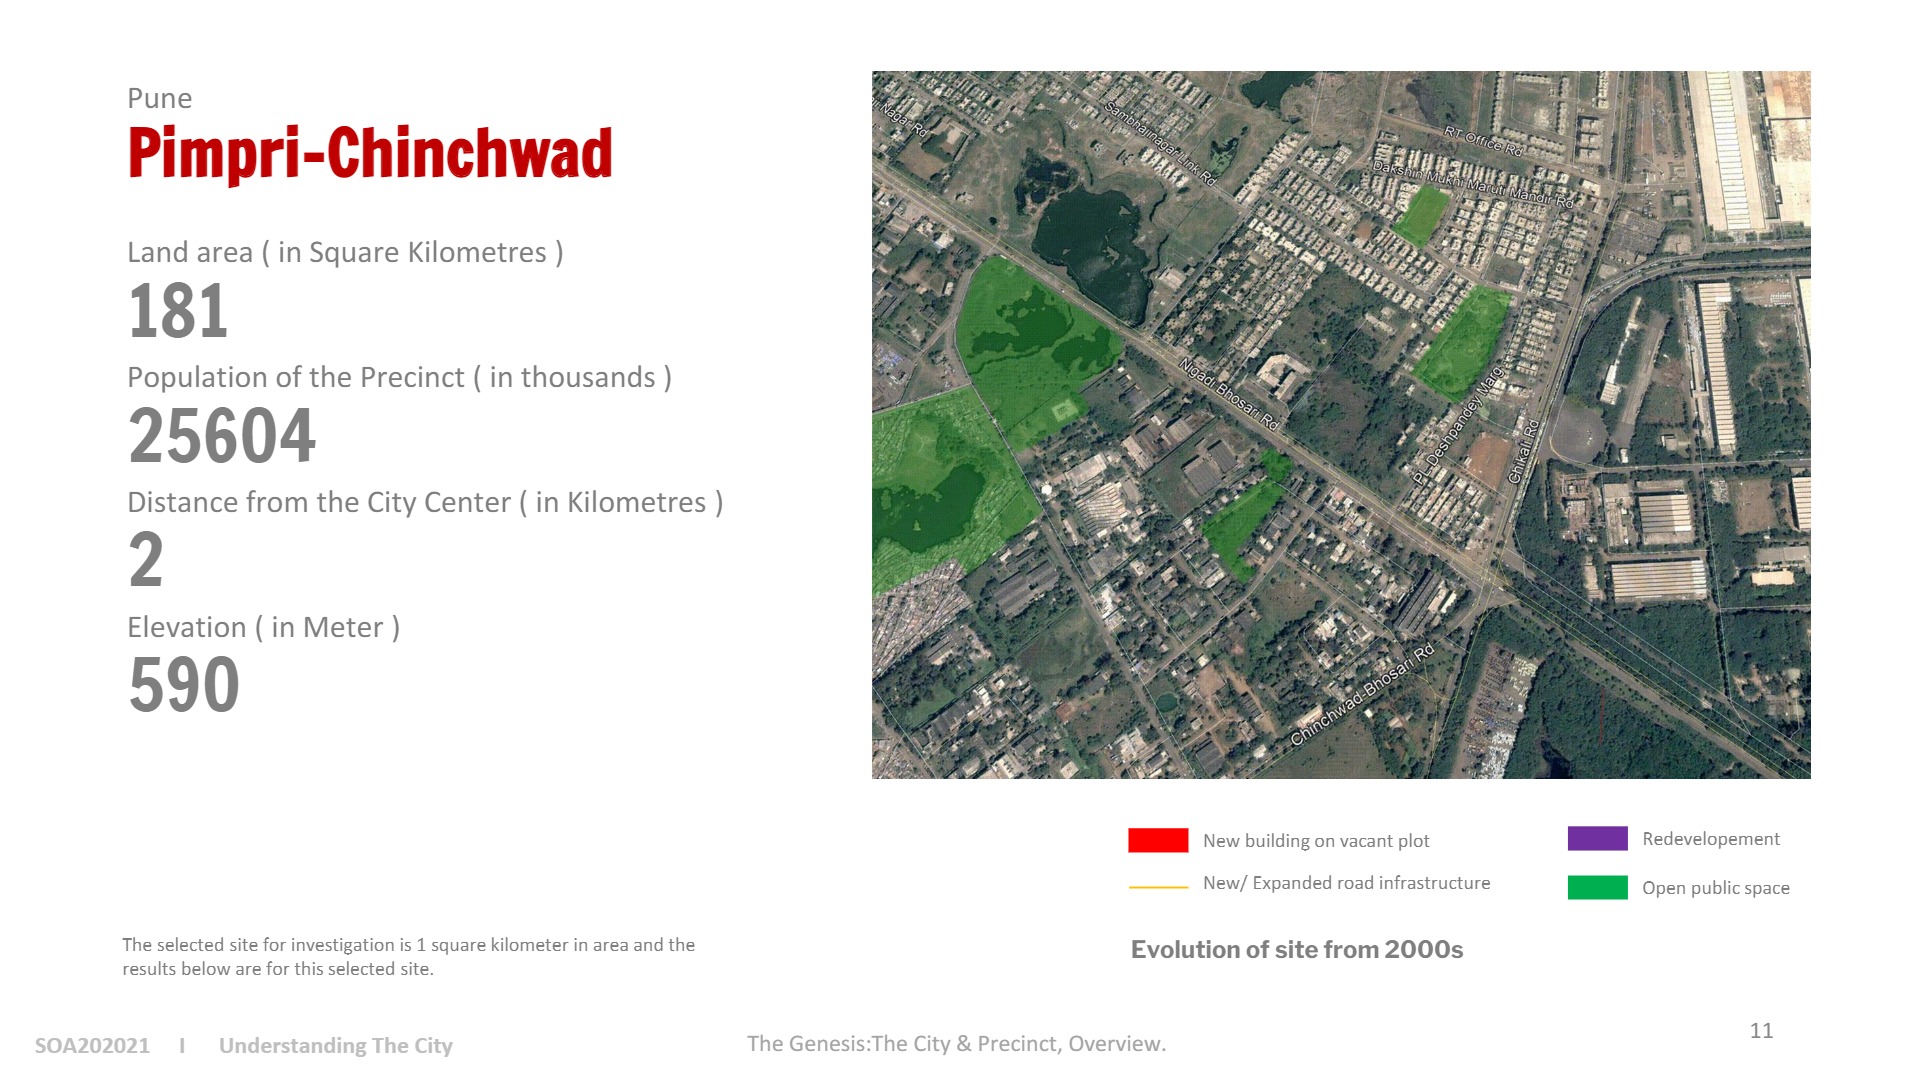 Pune
Pimpri-Chinchwad
Land area ( in Square Kilometres )
181
Population of the Precinct ( in thousands )
25604
Distance from the City Center ( in Kilometres )
2
Elevation ( in Meter )
590
Nagar Rd
Sambhajinagar Link Rd
RT Office Rd
Dakshin Mukhi Maruti Mandir Rd
Nigadi Bhosari Rd
PL-Deshpandey Marg
Chikali Rd
Chinchwad-Bhosari Rd
New building on vacant plot
Redevelopement
New/ Expanded road infrastructure
Open public space
Evolution of site from 2000s
The selected site for investigation is 1 square kilometer in area and the
results below are for this selected site.
SOA202021 I Understanding The City
The Genesis:The City & Precinct, Overview.
11